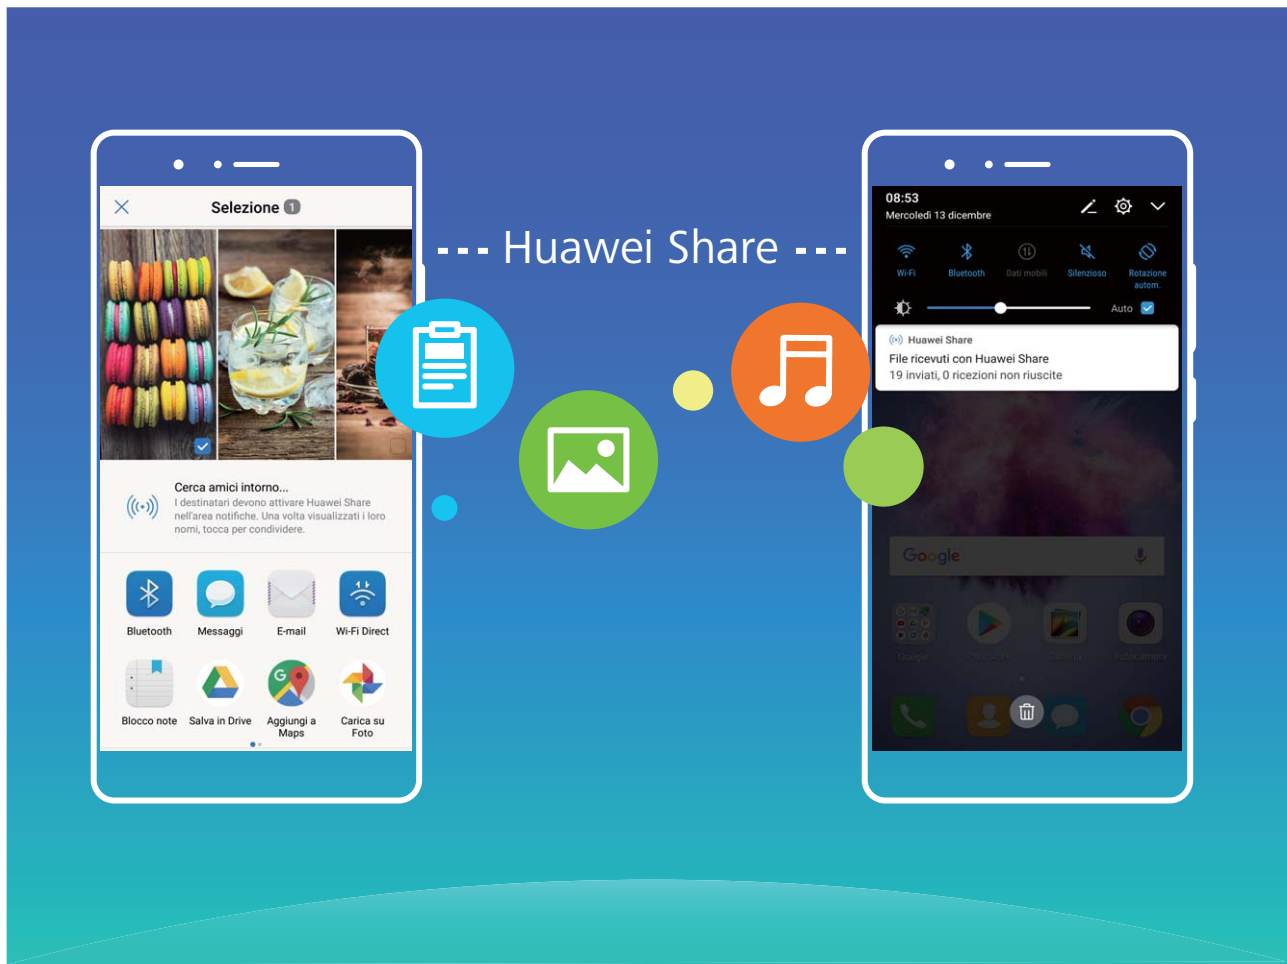 Selezione 1
Huawei Share
Cerca amici intorno...
I destinatari devono attivare Huawei Share
nell'area notifiche. Una volta visualizzati i loro
nomi, tocca per condividere.
Bluetooth
Messaggi
E-mail
Wi-Fi Direct
Blocco note
Salva in Drive
Aggiungi a
Maps
Carica su
Foto
08:53
Mercoledì 13 dicembre
Wi-Fi
Bluetooth
Dati mobili
Silenzioso
Rotazione
autom.
Auto
Huawei Share
File ricevuti con Huawei Share
19 inviati, 0 ricezioni non riuscite
Google
Google